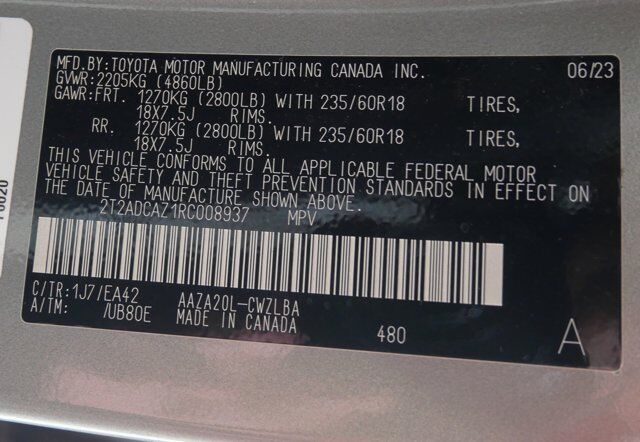 MFD.BY:TOYOTA MOTOR MANUFACTURING CANADA INC. 06/23
GVWR:2205KG (4860LB)
GAWR:FRT. 1270KG (2800LB) WITH 235/60R18 TIRES,
18X7.5J RIMS.
RR. 1270KG (2800LB) WITH 235/60R18 TIRES,
18X7.5J RIMS.
THIS VEHICLE CONFORMS TO ALL APPLICABLE FEDERAL MOTOR
VEHICLE SAFETY AND THEFT PREVENTION STANDARDS IN EFFECT ON
THE DATE OF MANUFACTURE SHOWN ABOVE.
2T2ADCAZ1RC008937 MPV
C/TR:1J7/EA42 AAZA20L-CWZLBA
A/TM: /UB80E MADE IN CANADA 480 A